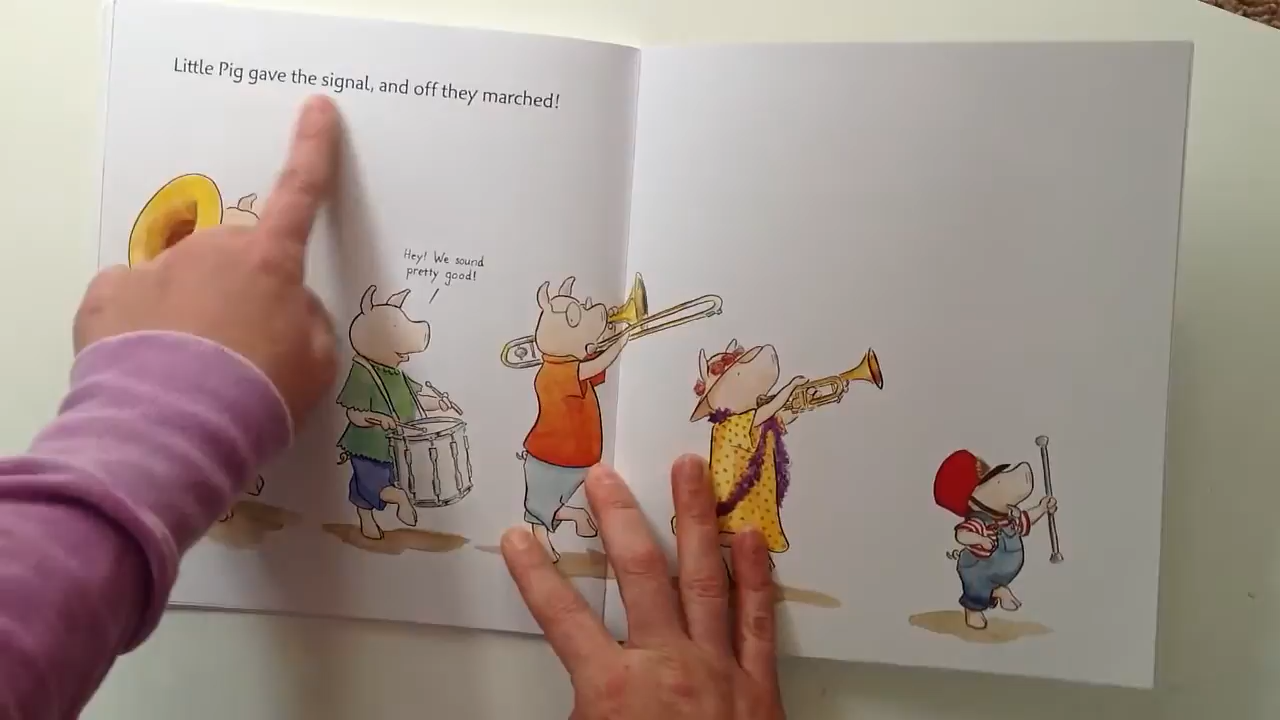 Little Pig gave the signal, and off they marched!
Hey! We sound
pretty good!